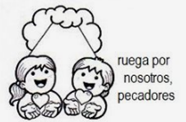 ruega por
nosotros,
pecadores